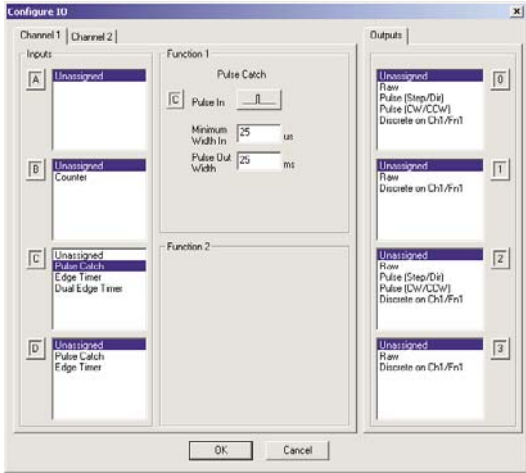 Configure IO
Channel 1
Channel 2
Outputs
Inputs
A
Unassigned
B
Unassigned
Counter
C
Unassigned
Pulse Catch
Edge Timer
Dual Edge Timer
D
Unassigned
Pulse Catch
Edge Timer
Function 1
Pulse Catch
C
Pulse In
Minimum
Width In
25
us
Pulse Out
Width
25
ms
Function 2
Unassigned
Raw
Pulse (Step/Dir)
Pulse (CW/CCW)
Discrete on Ch1/Fn1
0
Unassigned
Raw
Discrete on Ch1/Fn1
1
Unassigned
Raw
Pulse (Step/Dir)
Pulse (CW/CCW)
Discrete on Ch1/Fn1
2
Unassigned
Raw
Discrete on Ch1/Fn1
3
OK
Cancel